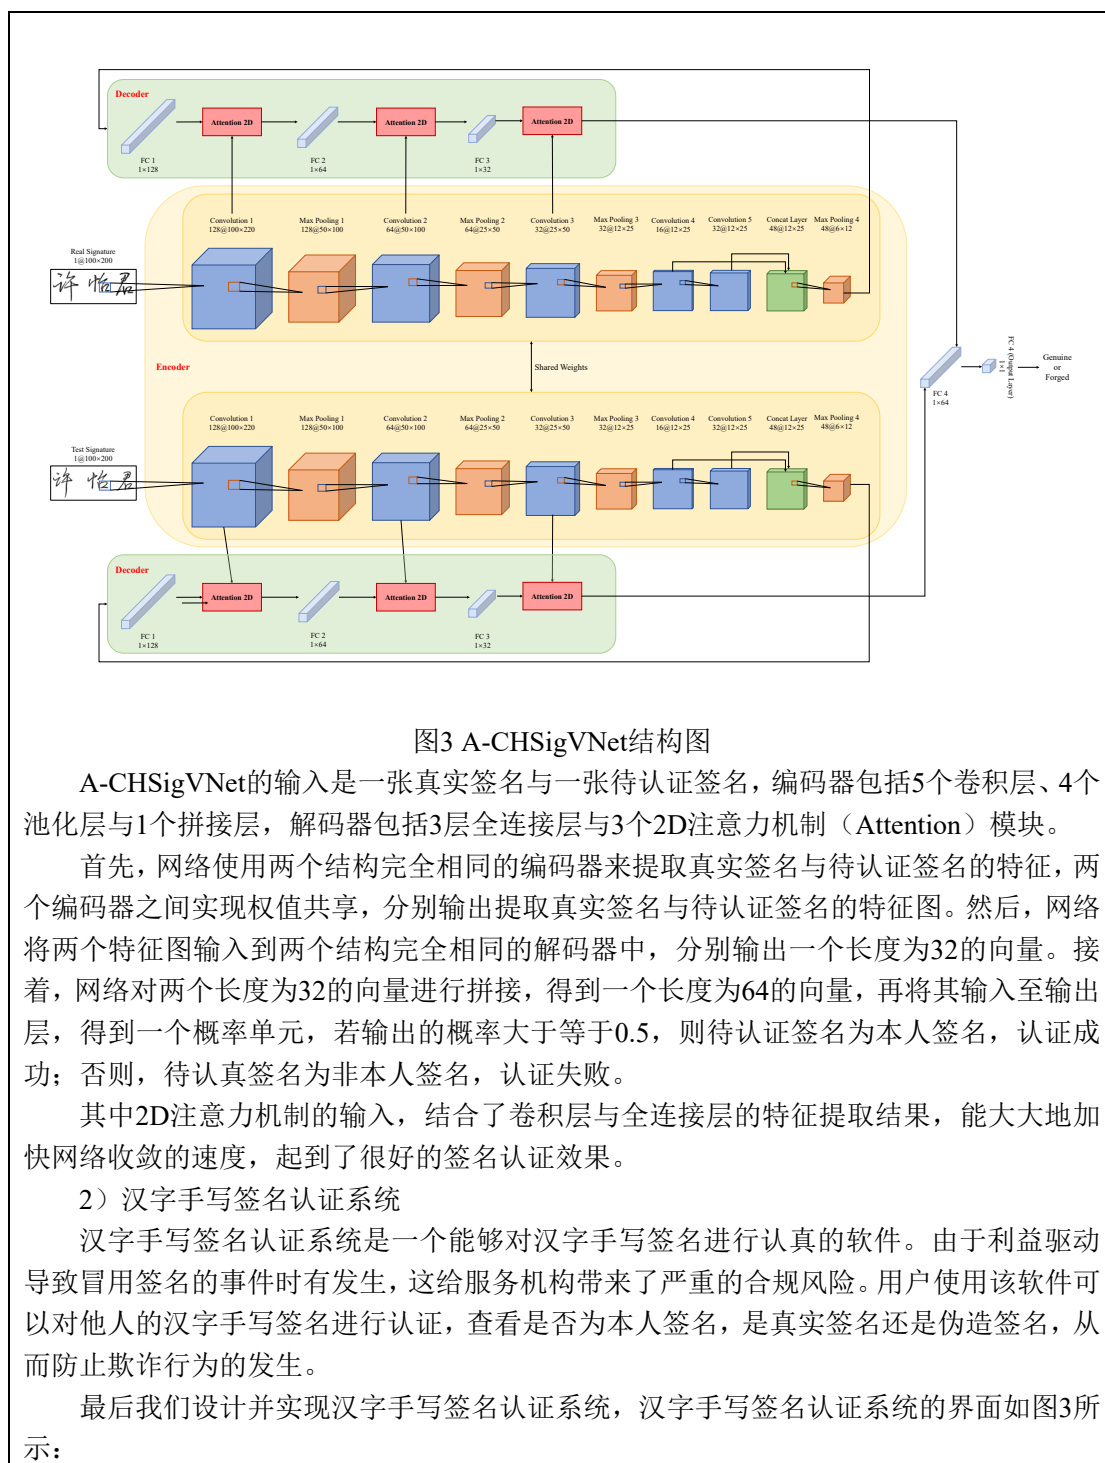 Decoder
Attention 2D
Attention 2D
Attention 2D
FC 1
1×128
FC 2
1×64
FC 3
1×32
Convolution 1
128@100×220
Max Pooling 1
128@50×100
Convolution 2
64@50×100
Max Pooling 2
64@25×50
Convolution 3
32@25×50
Max Pooling 3
32@12×25
Convolution 4
16@12×25
Convolution 5
32@12×25
Concat Layer
48@12×25
Max Pooling 4
48@6×12
Real Signature
1@100×200
许怡君
Encoder
Shared Weights
FC 4
1×64
FC 4 (Output Layer)
1×1
Genuine
or
Forged
Convolution 1
128@100×220
Max Pooling 1
128@50×100
Convolution 2
64@50×100
Max Pooling 2
64@25×50
Convolution 3
32@25×50
Max Pooling 3
32@12×25
Convolution 4
16@12×25
Convolution 5
32@12×25
Concat Layer
48@12×25
Max Pooling 4
48@6×12
Test Signature
1@100×200
许怡君
Decoder
Attention 2D
Attention 2D
Attention 2D
FC 1
1×128
FC 2
1×64
FC 3
1×32
图3 A-CHSigVNet结构图
A-CHSigVNet的输入是一张真实签名与一张待认证签名，编码器包括5个卷积层、4个
池化层与1个拼接层，解码器包括3层全连接层与3个2D注意力机制（Attention）模块。
首先，网络使用两个结构完全相同的编码器来提取真实签名与待认证签名的特征，两
个编码器之间实现权值共享，分别输出提取真实签名与待认证签名的特征图。然后，网络
将两个特征图输入到两个结构完全相同的解码器中，分别输出一个长度为32的向量。接
着，网络对两个长度为32的向量进行拼接，得到一个长度为64的向量，再将其输入至输出
层，得到一个概率单元，若输出的概率大于等于0.5，则待认证签名为本人签名，认证成
功；否则，待认真签名为非本人签名，认证失败。
其中2D注意力机制的输入，结合了卷积层与全连接层的特征提取结果，能大大地加
快网络收敛的速度，起到了很好的签名认证效果。
2）汉字手写签名认证系统
汉字手写签名认证系统是一个能够对汉字手写签名进行认真的软件。由于利益驱动
导致冒用签名的事件时有发生，这给服务机构带来了严重的合规风险。用户使用该软件可
以对他人的汉字手写签名进行认证，查看是否为本人签名，是真实签名还是伪造签名，从
而防止欺诈行为的发生。
最后我们设计并实现汉字手写签名认证系统，汉字手写签名认证系统的界面如图3所
示：